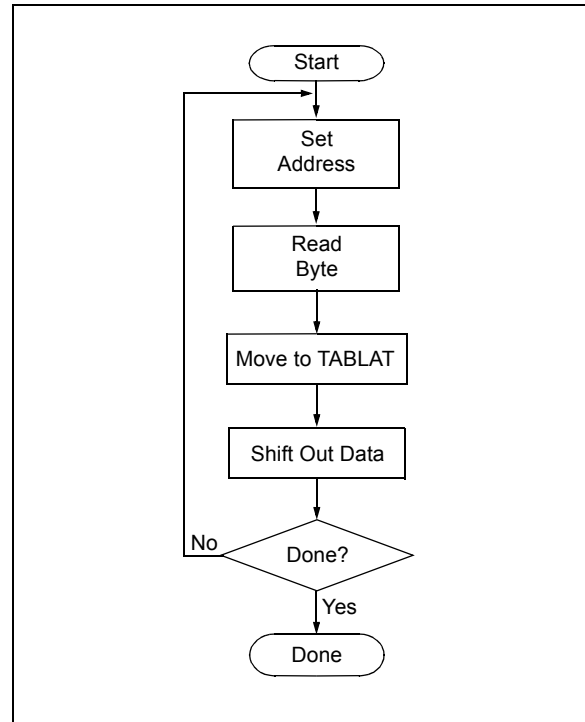 Start
Set
Address
Read
Byte
Move to TABLAT
Shift Out Data
No
Done?
Yes
Done